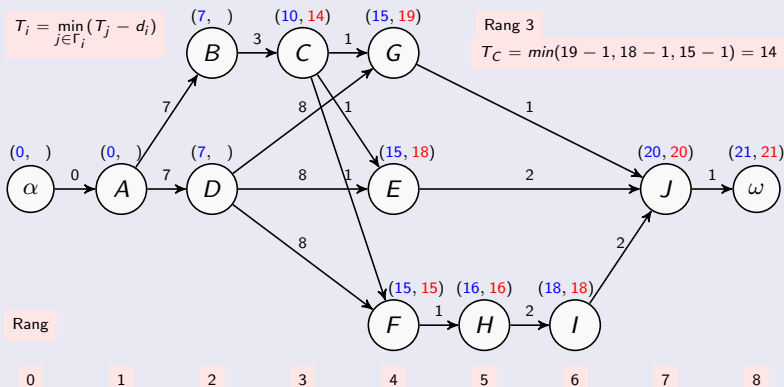 T_i = min_{j∈Γ_i}(T_j − d_i)
Rang 3
T_C = min(19 − 1, 18 − 1, 15 − 1) = 14
(7, ) (10, 14) (15, 19)
B 3 C 1 G
7 8 1 1
(0, ) (0, ) (7, ) (15, 18) (20, 20) (21, 21)
α 0 A 7 D 8 1 E 2 J 1 ω
8 2
(15, 15) (16, 16) (18, 18)
F 1 H 2 I
Rang
0 1 2 3 4 5 6 7 8